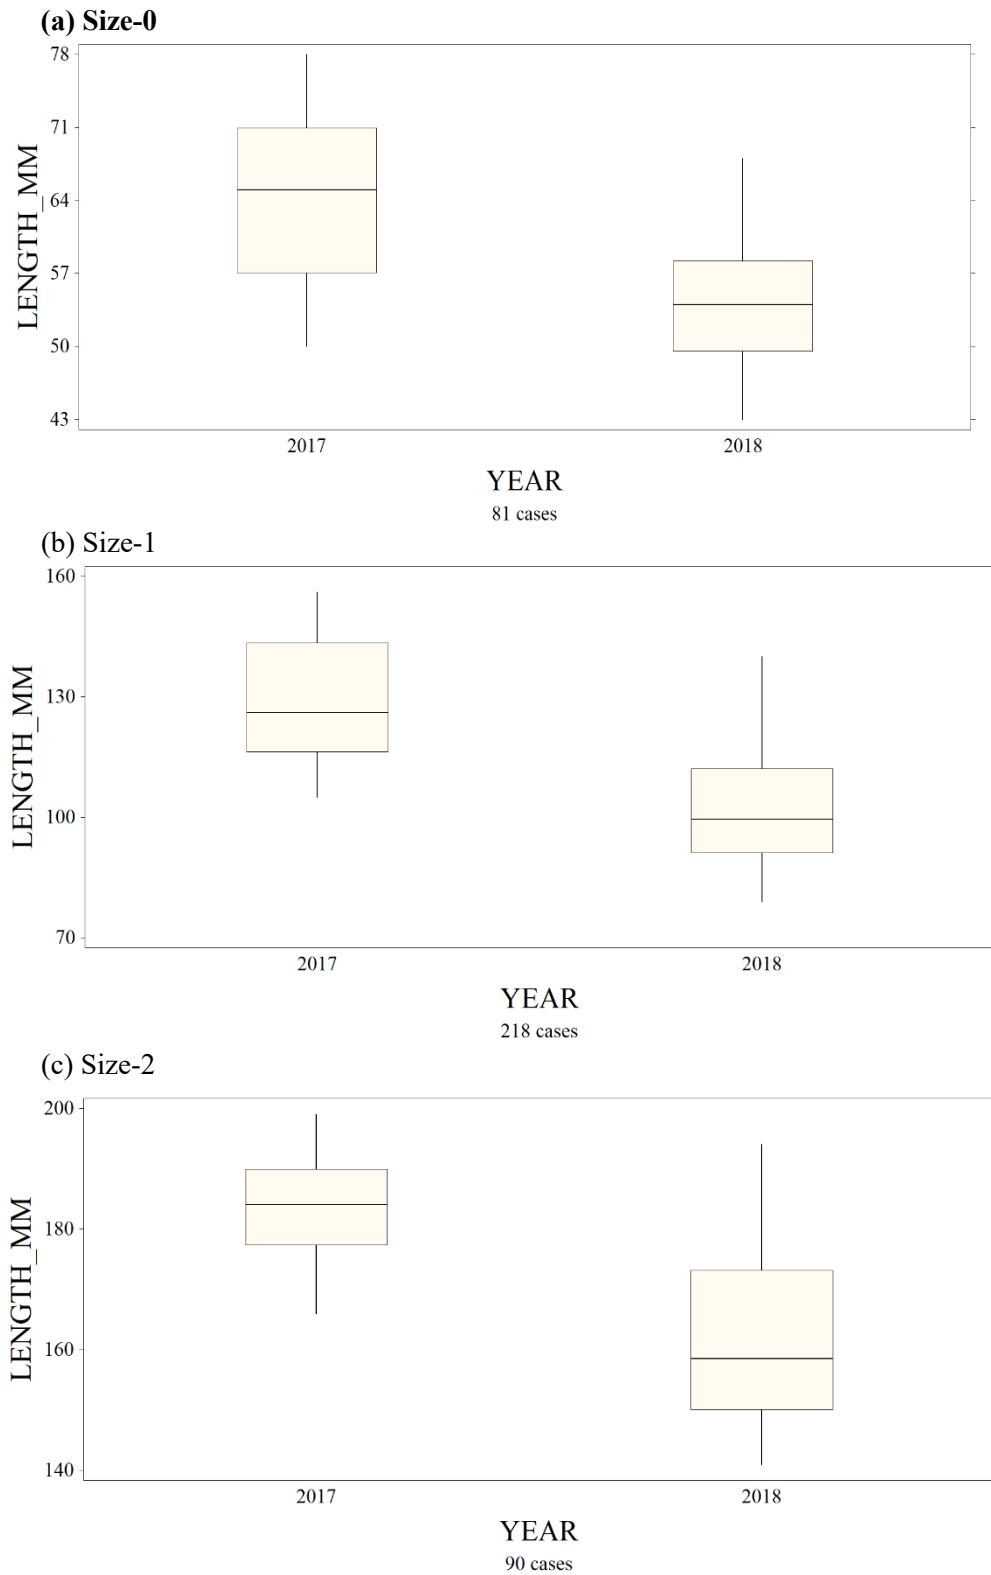 (a) Size-0
78
71
64
57
50
43
LENGTH_MM
2017 2018
YEAR
81 cases
(b) Size-1
160
130
100
70
LENGTH_MM
2017 2018
YEAR
218 cases
(c) Size-2
200
180
160
140
LENGTH_MM
2017 2018
YEAR
90 cases